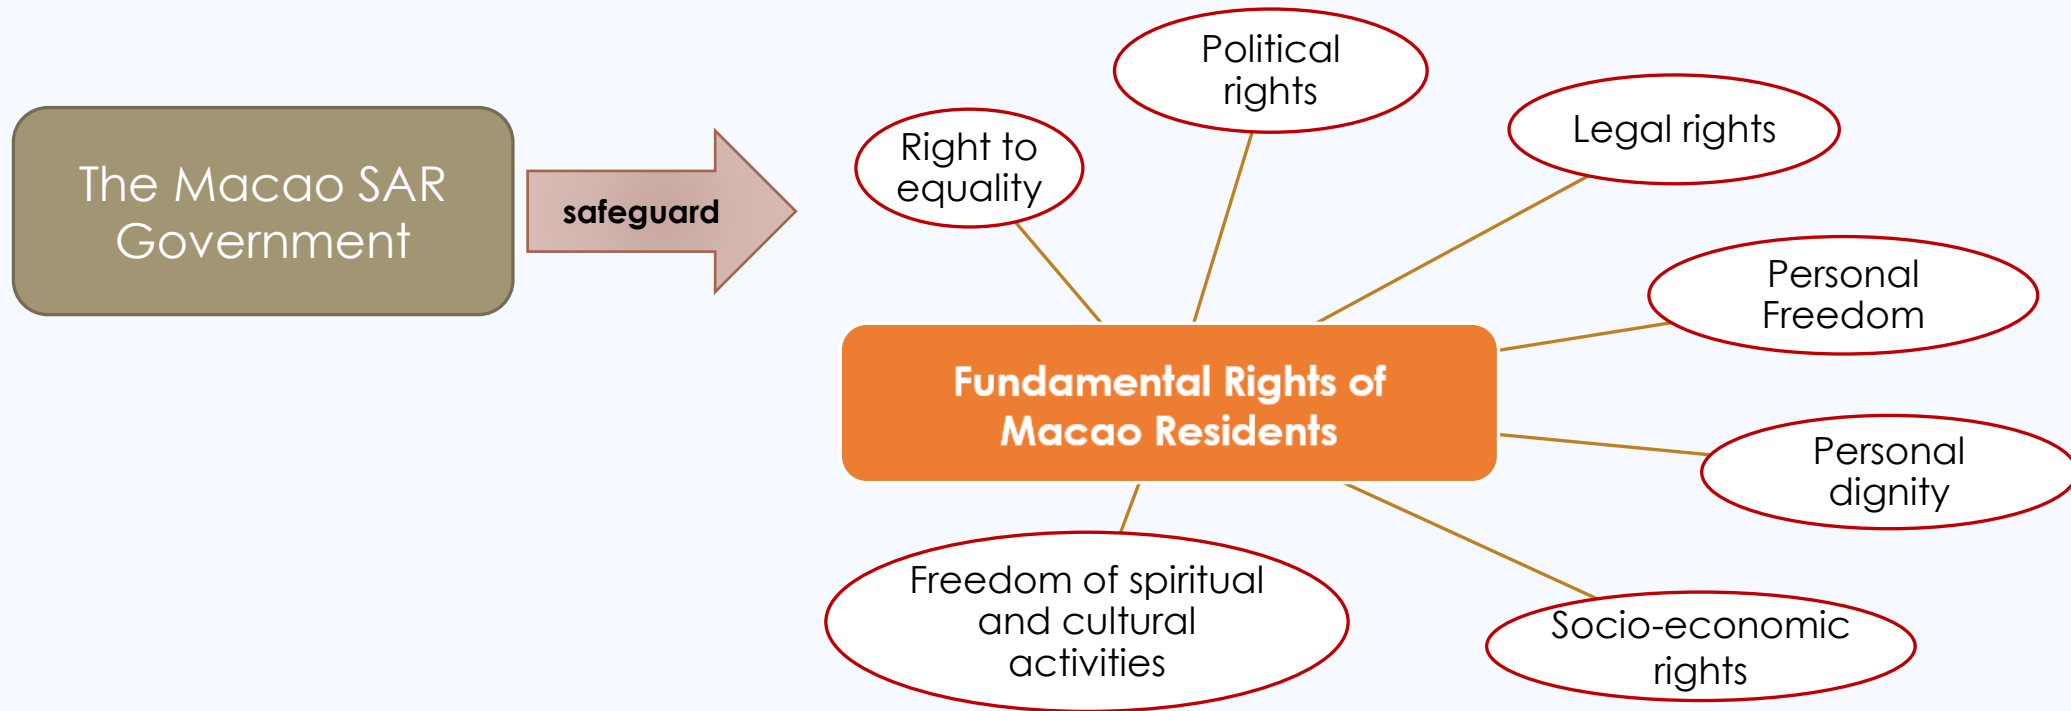 The Macao SAR
Government
safeguard
Right to
equality
Political
rights
Legal rights
Personal
Freedom
Personal
dignity
Socio-economic
rights
Freedom of spiritual
and cultural
activities
Fundamental Rights of
Macao Residents